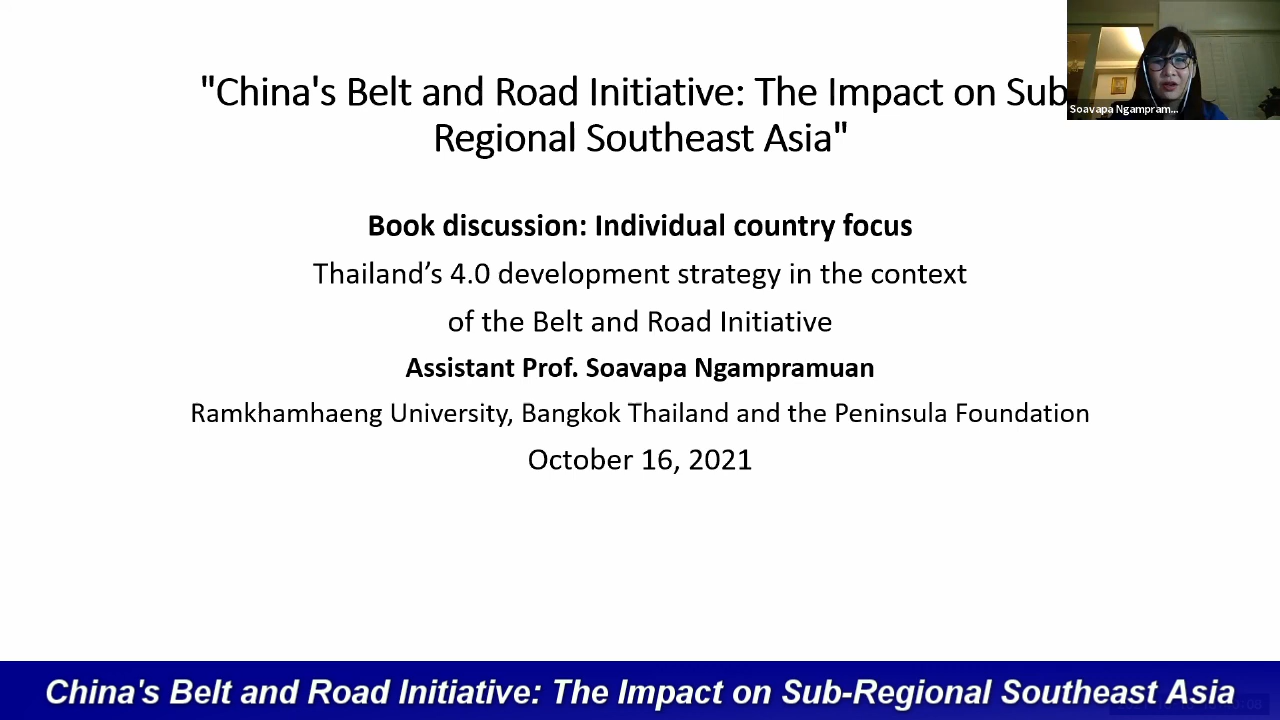 "China's Belt and Road Initiative: The Impact on Sub
Regional Southeast Asia"
Soavapa Ngampram...
Book discussion: Individual country focus
Thailand's 4.0 development strategy in the context
of the Belt and Road Initiative
Assistant Prof. Soavapa Ngampramuan
Ramkhamhaeng University, Bangkok Thailand and the Peninsula Foundation
October 16, 2021
China's Belt and Road Initiative: The Impact on Sub-Regional Southeast Asia